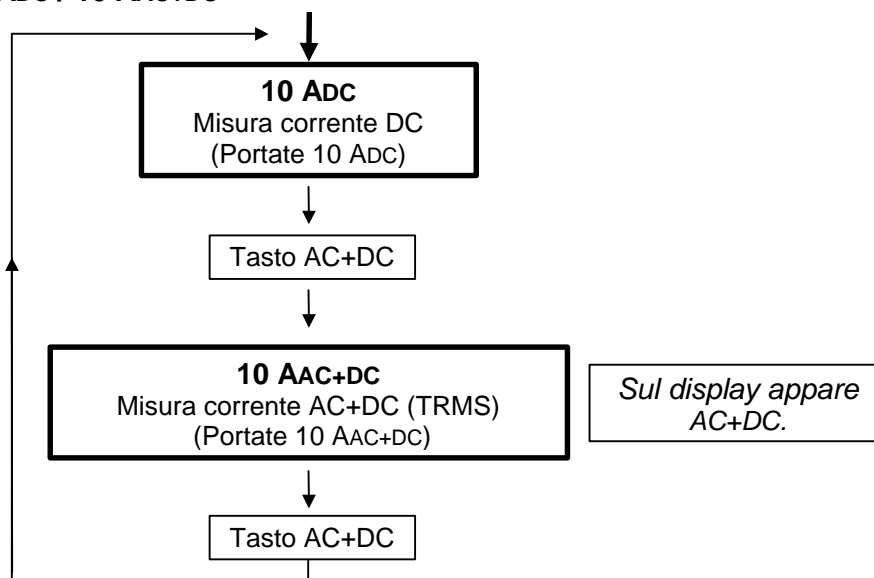 10 ADC
Misura corrente DC
(Portate 10 ADC)
Tasto AC+DC
10 AAC+DC
Misura corrente AC+DC (TRMS)
(Portate 10 AAC+DC)
Sul display appare
AC+DC.
Tasto AC+DC